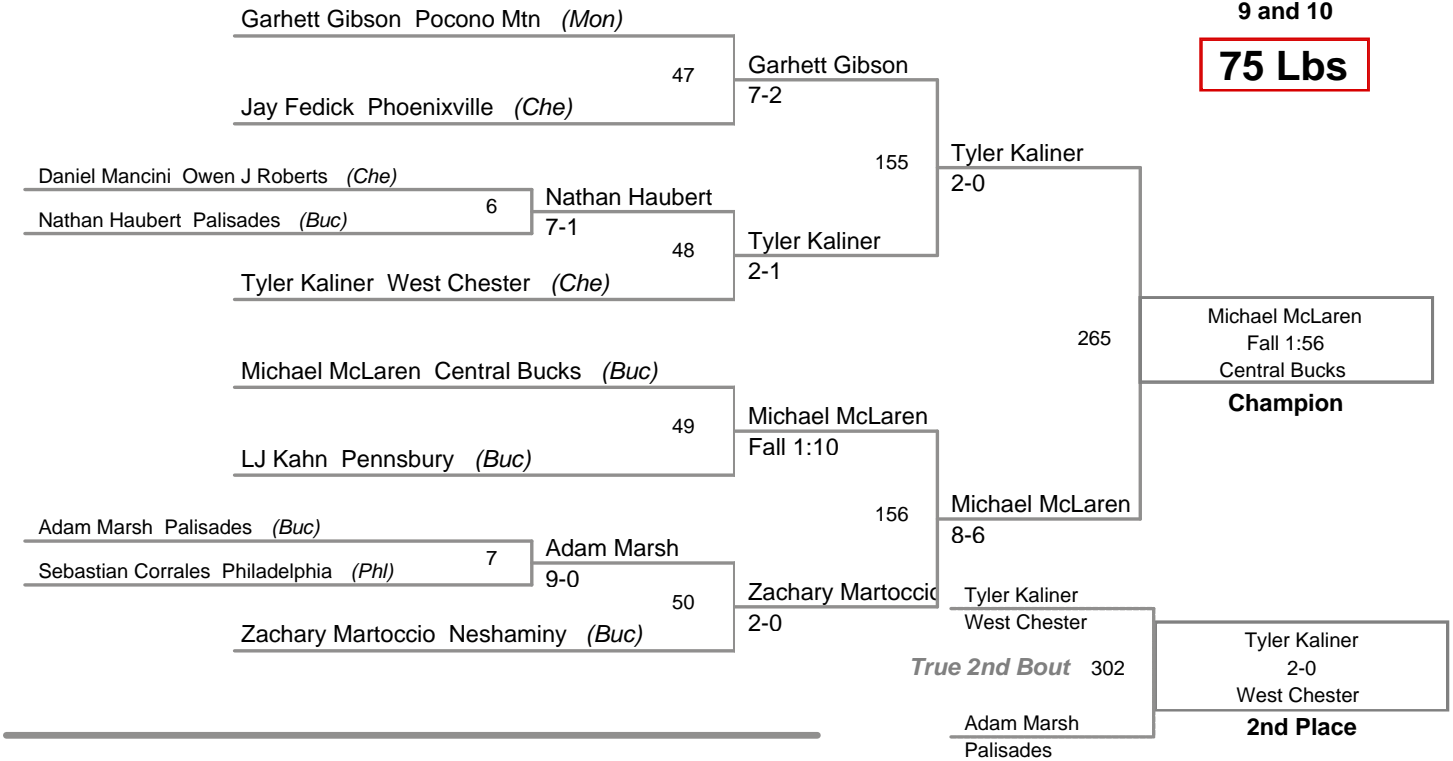 9 and 10
75 Lbs
Garhett Gibson Pocono Mtn (Mon)
47
Jay Fedick Phoenixville (Che)
Garhett Gibson
7-2
Daniel Mancini Owen J Roberts (Che)
6
Nathan Haubert Palisades (Buc)
Nathan Haubert
7-1
48
Tyler Kaliner West Chester (Che)
Tyler Kaliner
2-1
155
Tyler Kaliner
2-0
Michael McLaren Central Bucks (Buc)
49
LJ Kahn Pennsbury (Buc)
Michael McLaren
Fall 1:10
Adam Marsh Palisades (Buc)
7
Sebastian Corrales Philadelphia (Phl)
Adam Marsh
9-0
50
Zachary Martoccio Neshaminy (Buc)
Zachary Martoccio
2-0
156
Michael McLaren
8-6
265
Michael McLaren
Fall 1:56
Central Bucks
Champion
Tyler Kaliner
West Chester
True 2nd Bout 302
Adam Marsh
Palisades
Tyler Kaliner
2-0
West Chester
2nd Place